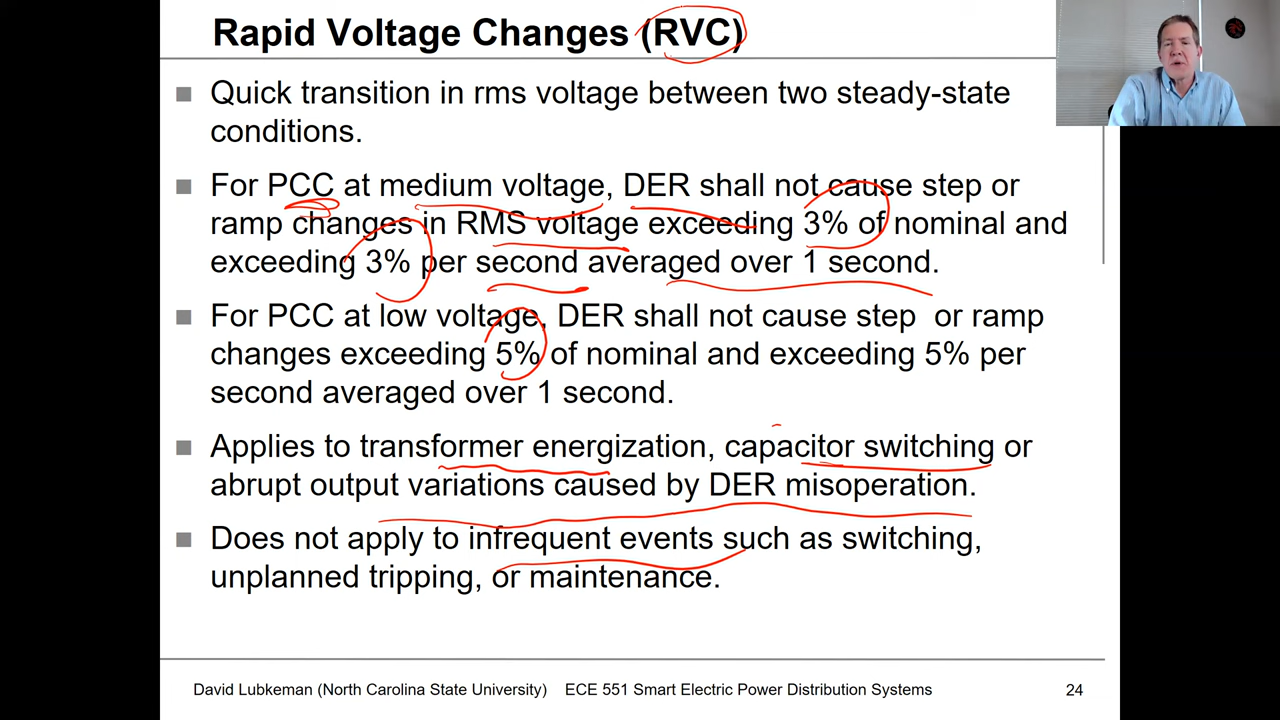 Rapid Voltage Changes (RVC)
Quick transition in rms voltage between two steady-state
conditions.
For PCC at medium voltage, DER shall not cause step or
ramp changes in RMS voltage exceeding 3% of nominal and
exceeding 3% per second averaged over 1 second.
For PCC at low voltage, DER shall not cause step or ramp
changes exceeding 5% of nominal and exceeding 5% per
second averaged over 1 second.
Applies to transformer energization, capacitor switching or
abrupt output variations caused by DER misoperation.
Does not apply to infrequent events such as switching,
unplanned tripping, or maintenance.
David Lubkeman (North Carolina State University) ECE 551 Smart Electric Power Distribution Systems 24